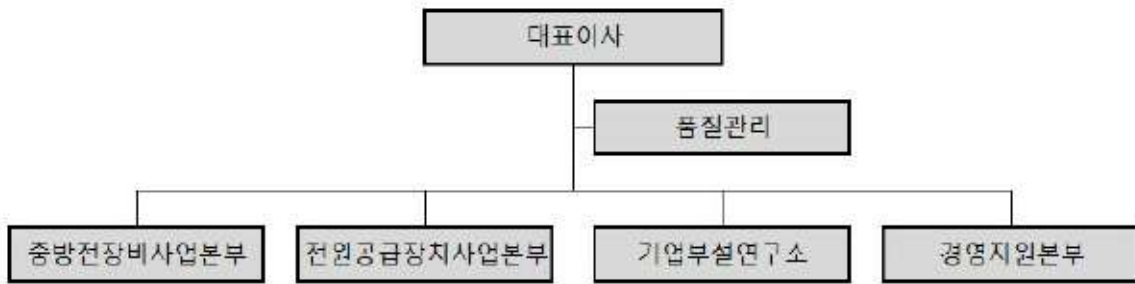 대표이사
품질관리
충방전장비사업본부
전원공급장치사업본부
기업부설연구소
경영지원본부